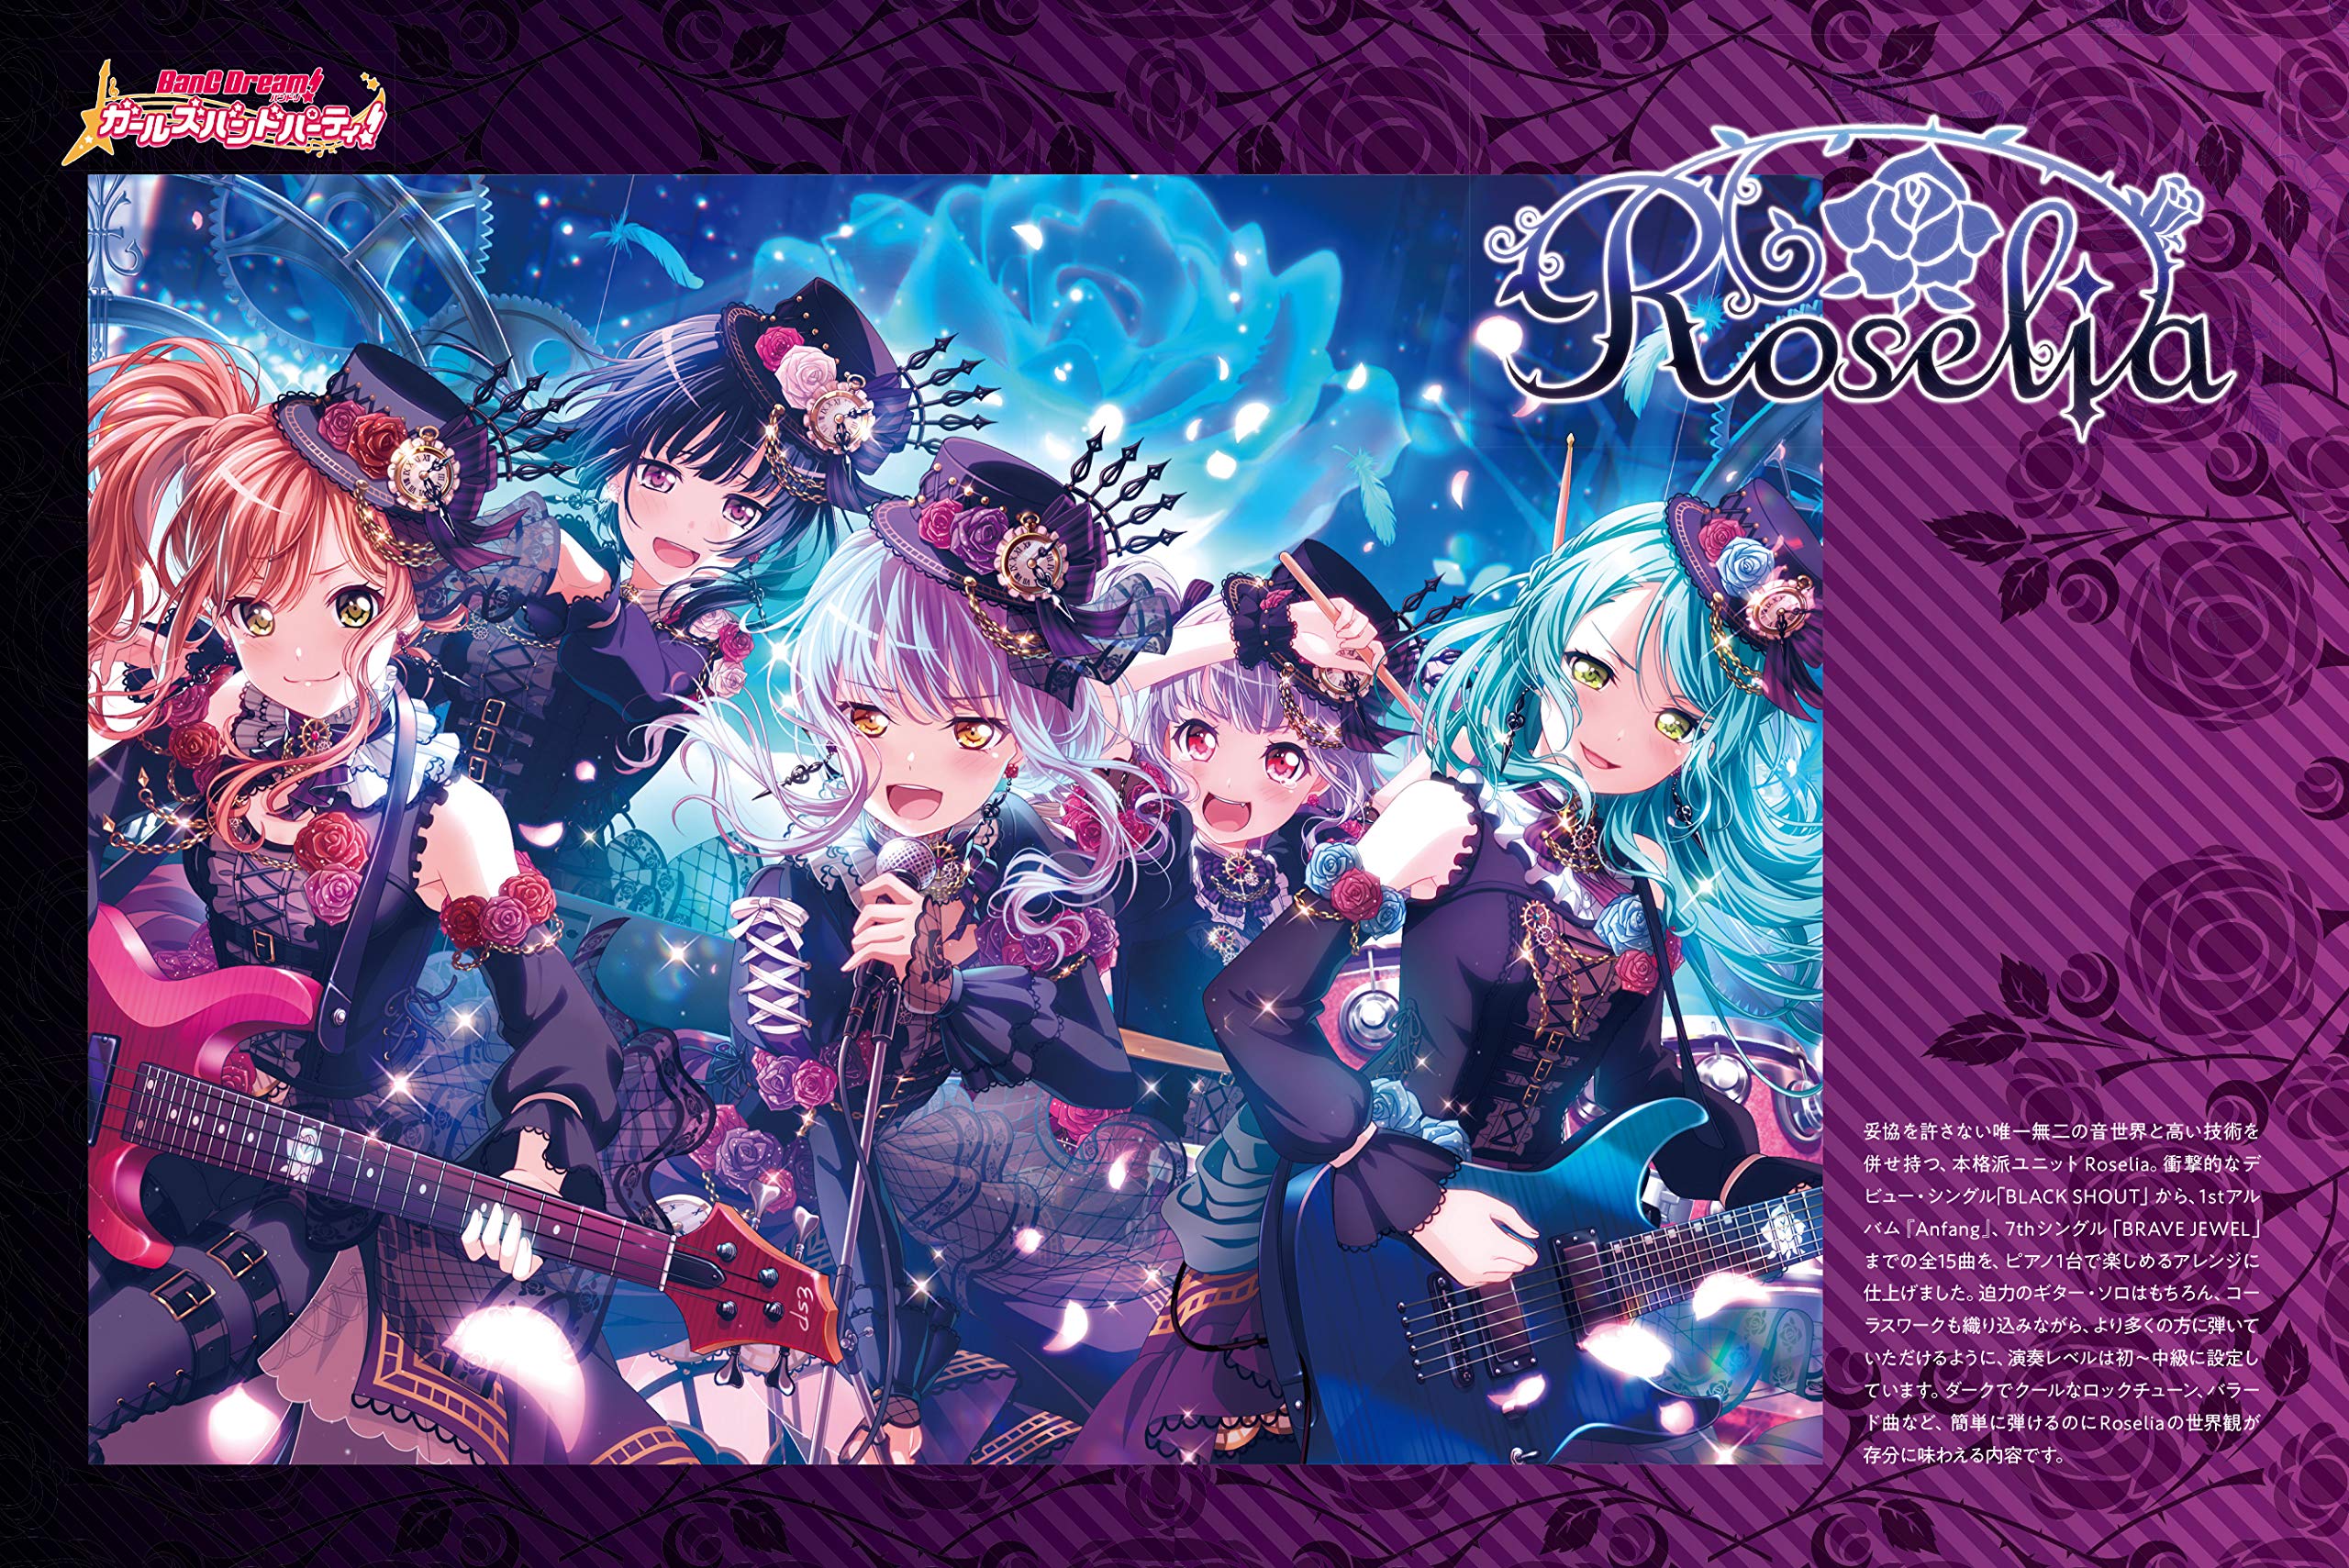 BanG Dream!
バンドリ
ガールズバンドパーティ!
Roselia
esp
妥協を許さない唯一無二の音世界と高い技術を
併せ持つ、本格派ユニットRoselia。衝撃的なデ
ビュー・シングル「BLACK SHOUT」から、1stアル
バム『Anfang』、7thシングル「BRAVE JEWEL」
までの全15曲を、ピアノ1台で楽しめるアレンジに
仕上げました。迫力のギター・ソロはもちろん、コー
ラスワークも織り込みながら、より多くの方に弾いて
いただけるように、演奏レベルは初〜中級に設定し
ています。ダークでクールなロックチューン、バラー
ド曲など、簡単に弾けるのにRoseliaの世界観が
存分に味わえる内容です。